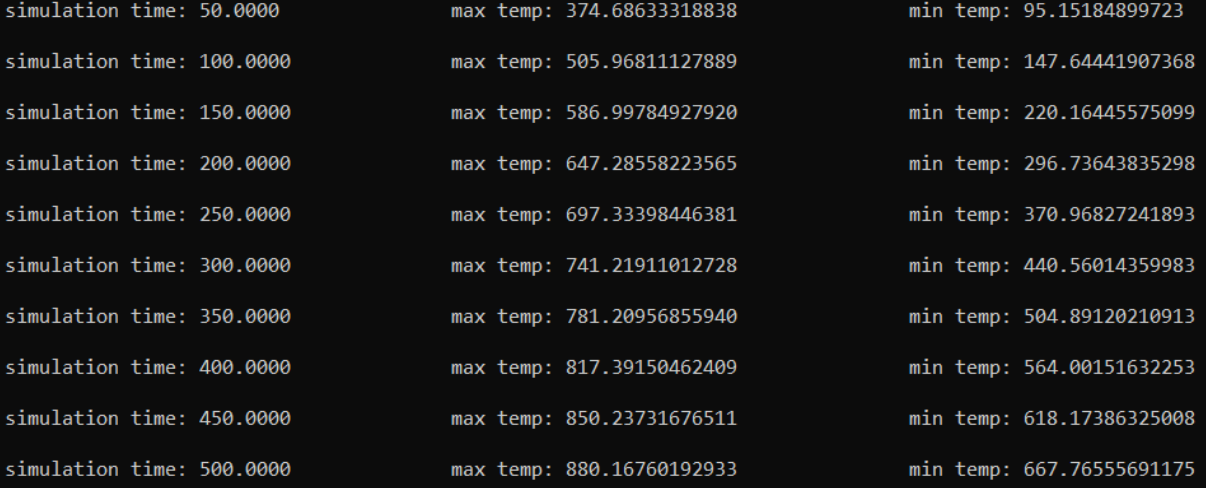 simulation time: 50.0000 max temp: 374.68633318838 min temp: 95.15184899723
simulation time: 100.0000 max temp: 505.96811127889 min temp: 147.64441907368
simulation time: 150.0000 max temp: 586.99784927920 min temp: 220.16445575099
simulation time: 200.0000 max temp: 647.28558223565 min temp: 296.73643835298
simulation time: 250.0000 max temp: 697.33398446381 min temp: 370.96827241893
simulation time: 300.0000 max temp: 741.21911012728 min temp: 440.56014359983
simulation time: 350.0000 max temp: 781.20956855940 min temp: 504.89120210913
simulation time: 400.0000 max temp: 817.39150462409 min temp: 564.00151632253
simulation time: 450.0000 max temp: 850.23731676511 min temp: 618.17386325008
simulation time: 500.0000 max temp: 880.16760192933 min temp: 667.76555691175